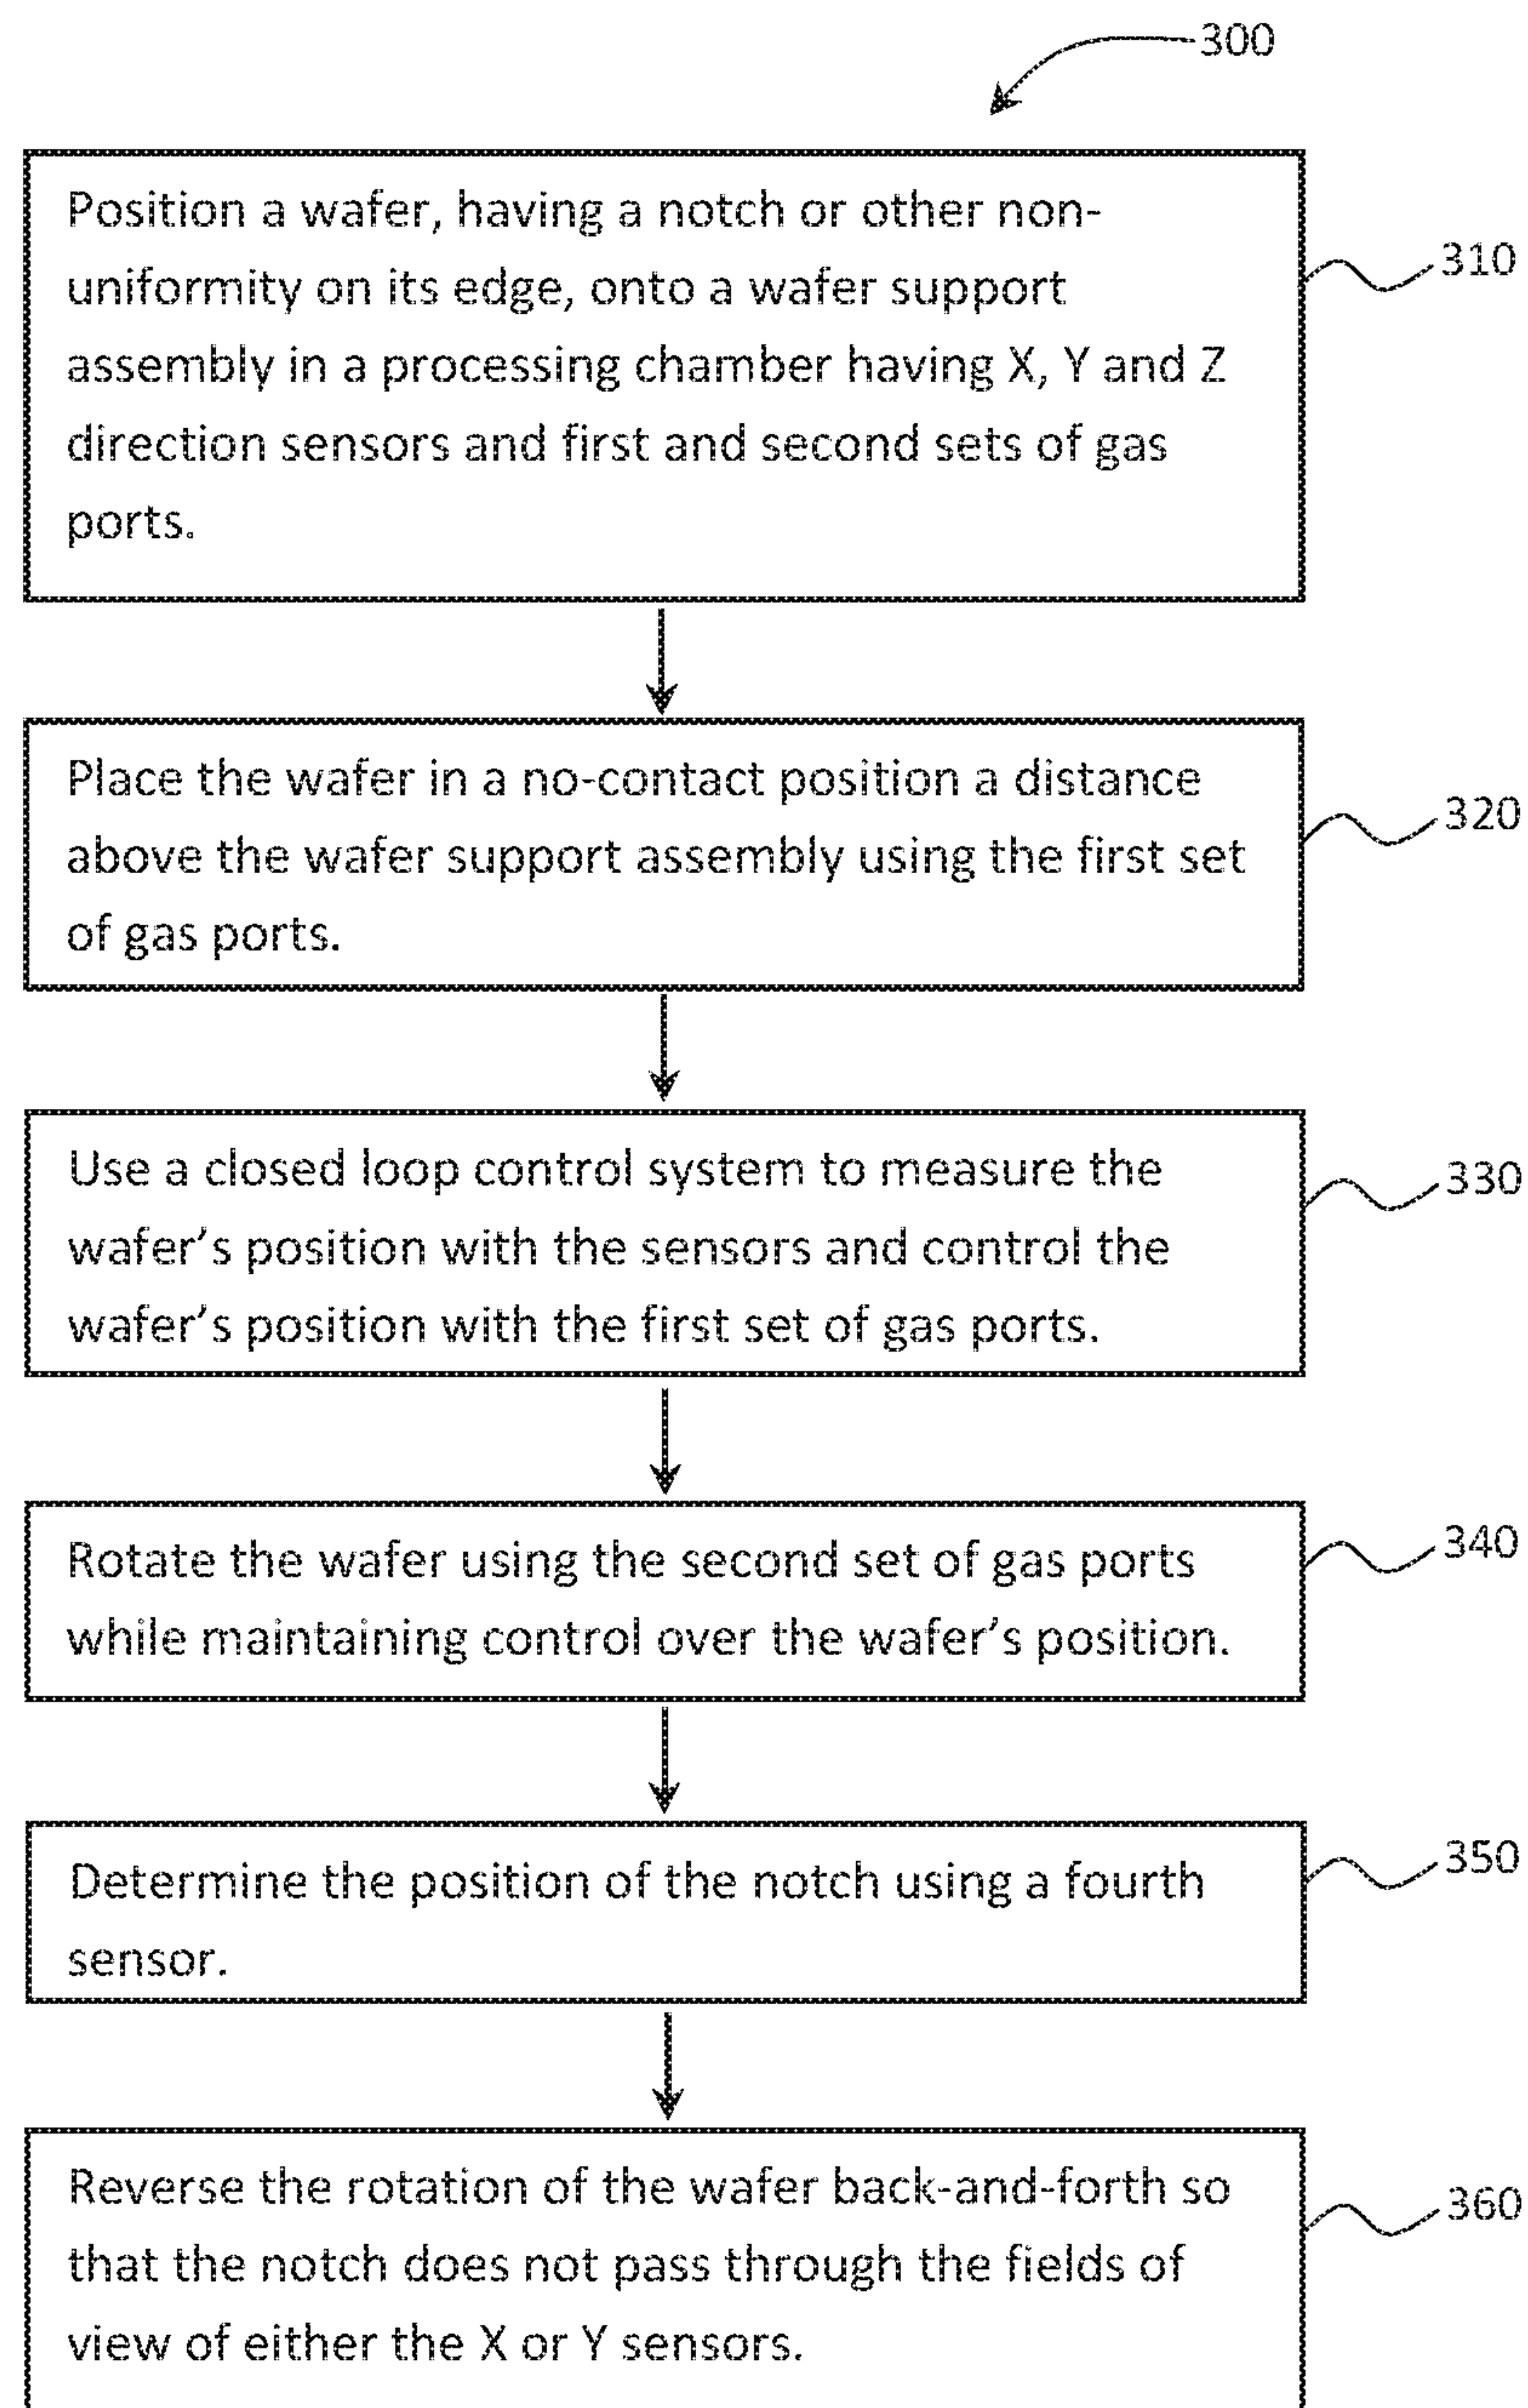 300
Position a wafer, having a notch or other non-
uniformity on its edge, onto a wafer support
assembly in a processing chamber having X, Y and Z
direction sensors and first and second sets of gas
ports.
310
Place the wafer in a no-contact position a distance
above the wafer support assembly using the first set
of gas ports.
320
Use a closed loop control system to measure the
wafer’s position with the sensors and control the
wafer’s position with the first set of gas ports.
330
Rotate the wafer using the second set of gas ports
while maintaining control over the wafer’s position.
340
Determine the position of the notch using a fourth
sensor.
350
Reverse the rotation of the wafer back-and-forth so
that the notch does not pass through the fields of
view of either the X or Y sensors.
360